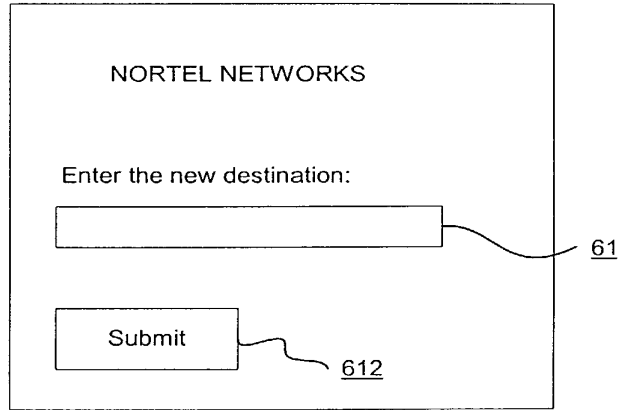 NORTEL NETWORKS
Enter the new destination:
61
Submit
612